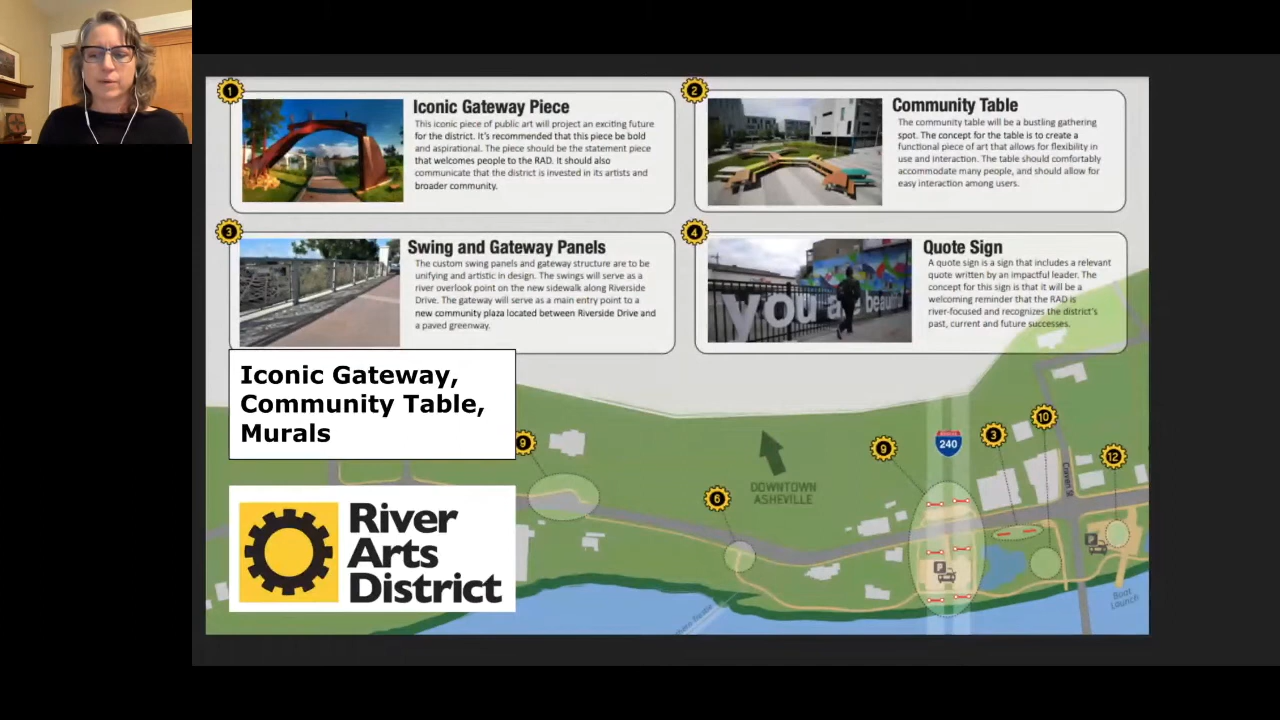 1
Iconic Gateway Piece
This iconic piece of public art will project an exciting future
for the district. It's recommended that this piece be bold
and aspirational. The piece should be the statement piece
that welcomes people to the RAD. It should also
communicate that the district is invested in its artists and
broader community.
2
Community Table
The community table will be a bustling gathering
spot. The concept for the table is to create a
functional piece of art that allows for flexibility in
use and interaction. The table should comfortably
accommodate many people, and should allow for
easy interaction among users.
3
Swing and Gateway Panels
The custom swing panels and gateway structure are to be
unifying and artistic in design. The swings will serve as a
river overlook point on the new sidewalk along Riverside
Drive. The gateway will serve as a main entry point to a
new community plaza located between Riverside Drive and
a paved greenway.
4
Quote Sign
you are beautiful
A quote sign is a sign that includes a relevant
quote written by an impactful leader. The
concept for this sign is that it will be a
welcoming reminder that the RAD is
river-focused and recognizes the district's
past, current and future successes.
Iconic Gateway,
Community Table,
Murals
9
6
9
240
3
10
12
DOWNTOWN
ASHEVILLE
Craven St
P
P
Boat
Launch
River
Arts
District